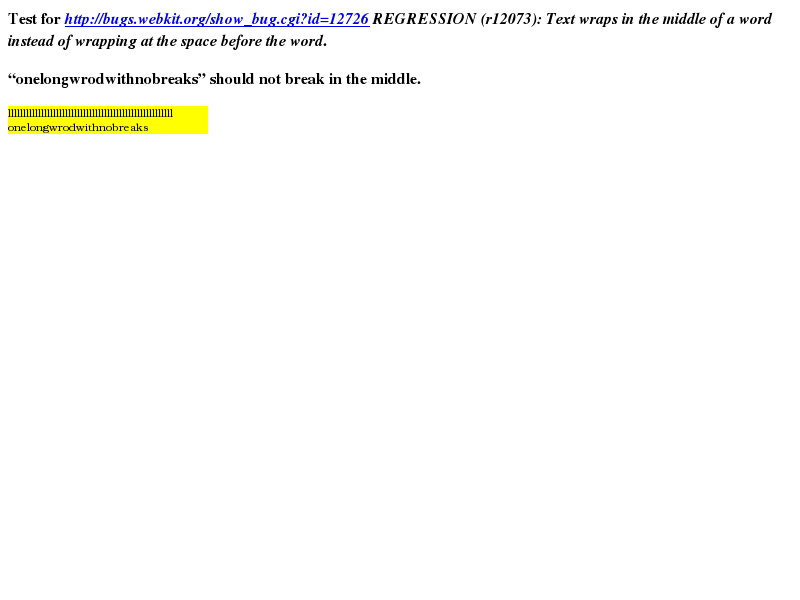 Test for http://bugs.webkit.org/show_bug.cgi?id=12726 REGRESSION (r12073): Text wraps in the middle of a word
instead of wrapping at the space before the word.
“onelongwrodwithnobreaks” should not break in the middle.
lllllllllllllllllllllllllllllllllllllllllllllllllllllll
onelongwrodwithnobreaks